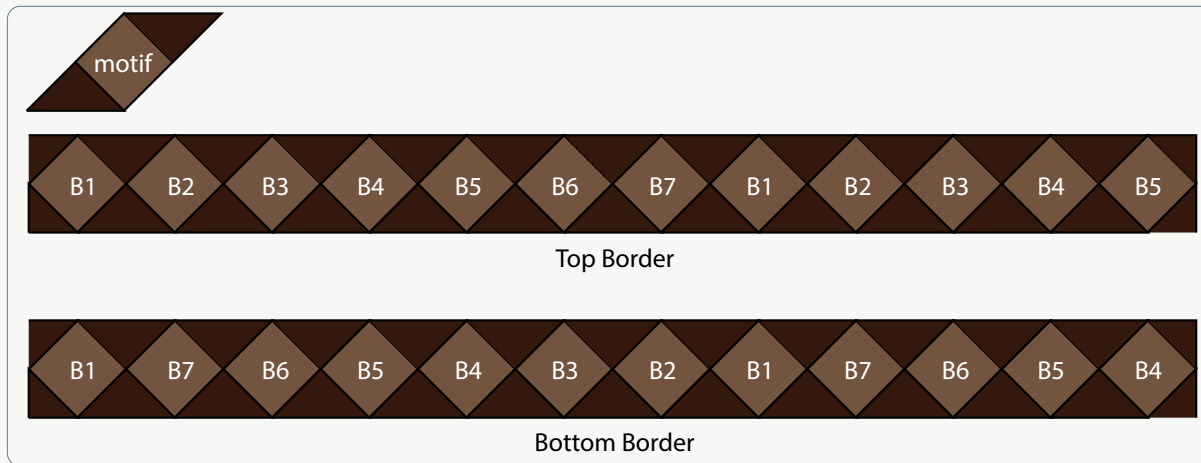 motif
B1 B2 B3 B4 B5 B6 B7 B1 B2 B3 B4 B5
Top Border
B1 B7 B6 B5 B4 B3 B2 B1 B7 B6 B5 B4
Bottom Border